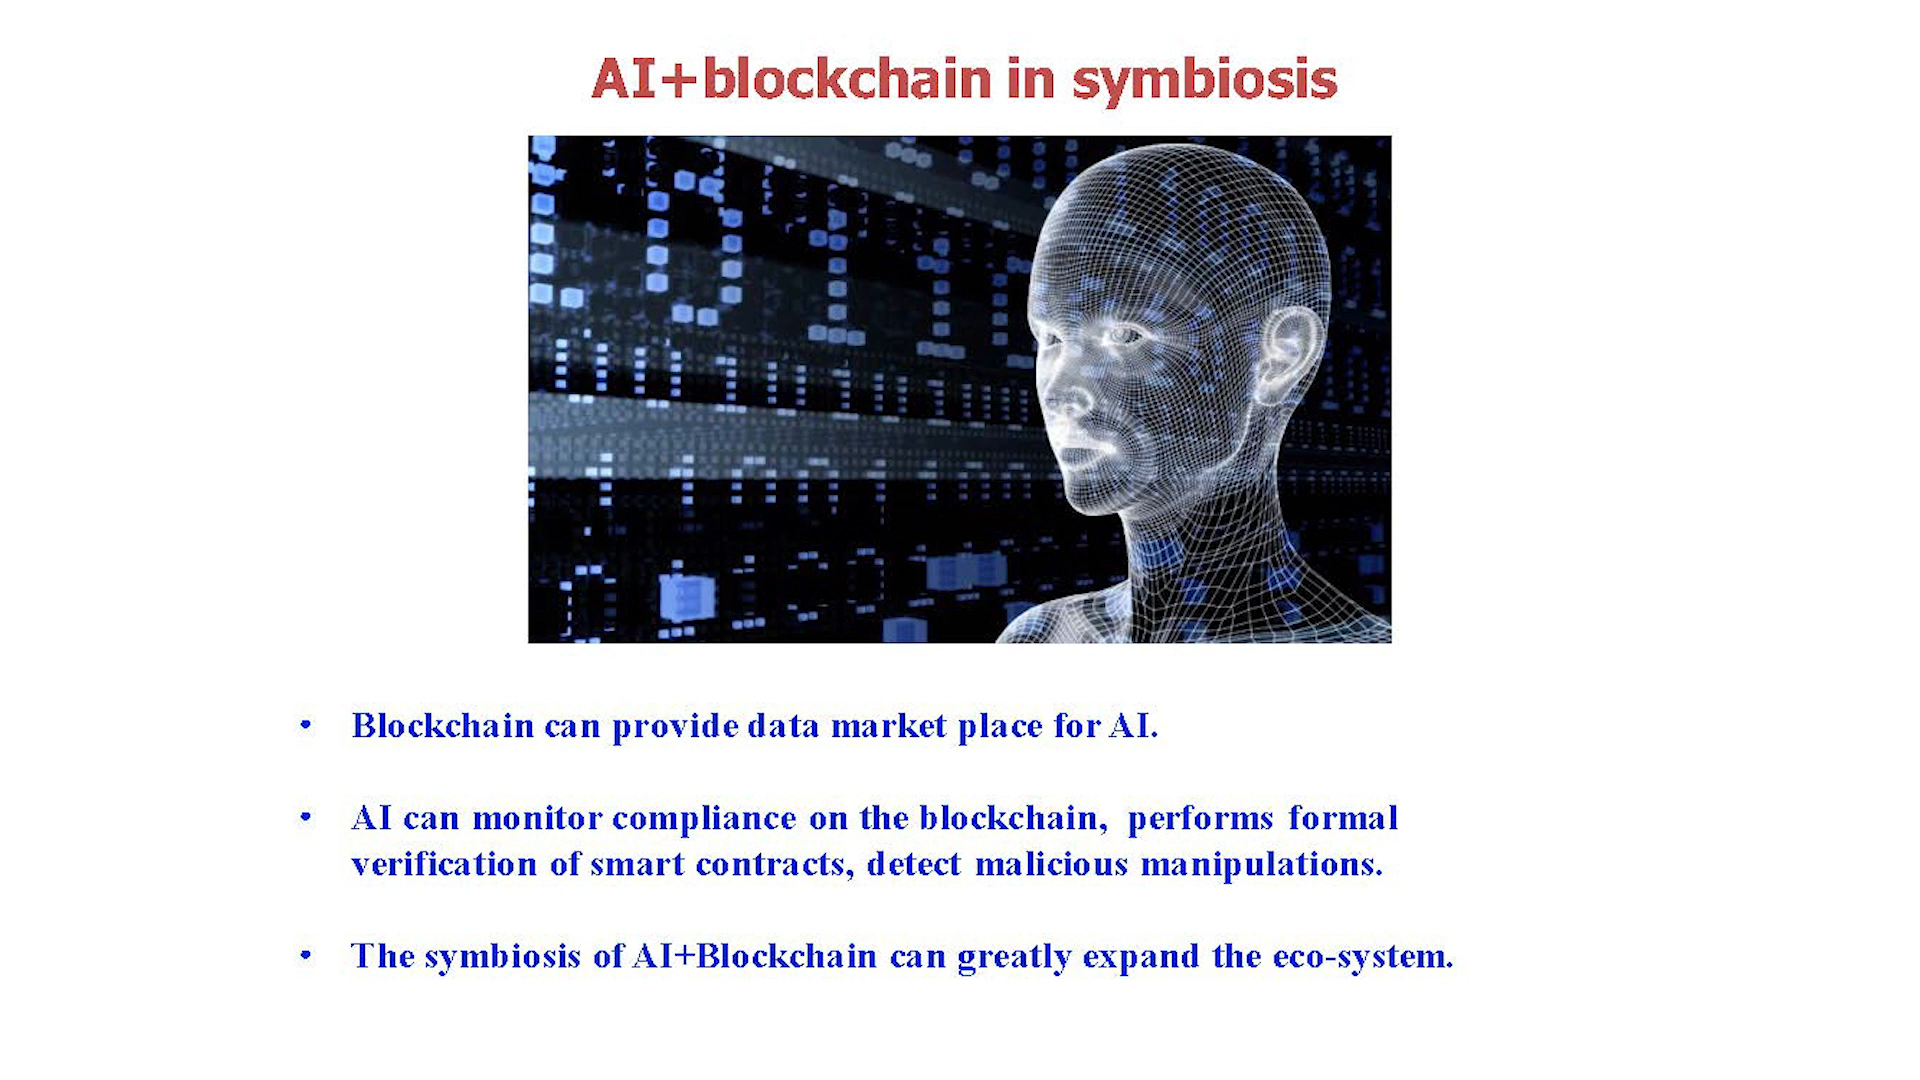 AI+blockchain in symbiosis
• Blockchain can provide data market place for AI.
• AI can monitor compliance on the blockchain, performs formal
verification of smart contracts, detect malicious manipulations.
• The symbiosis of AI+Blockchain can greatly expand the eco-system.